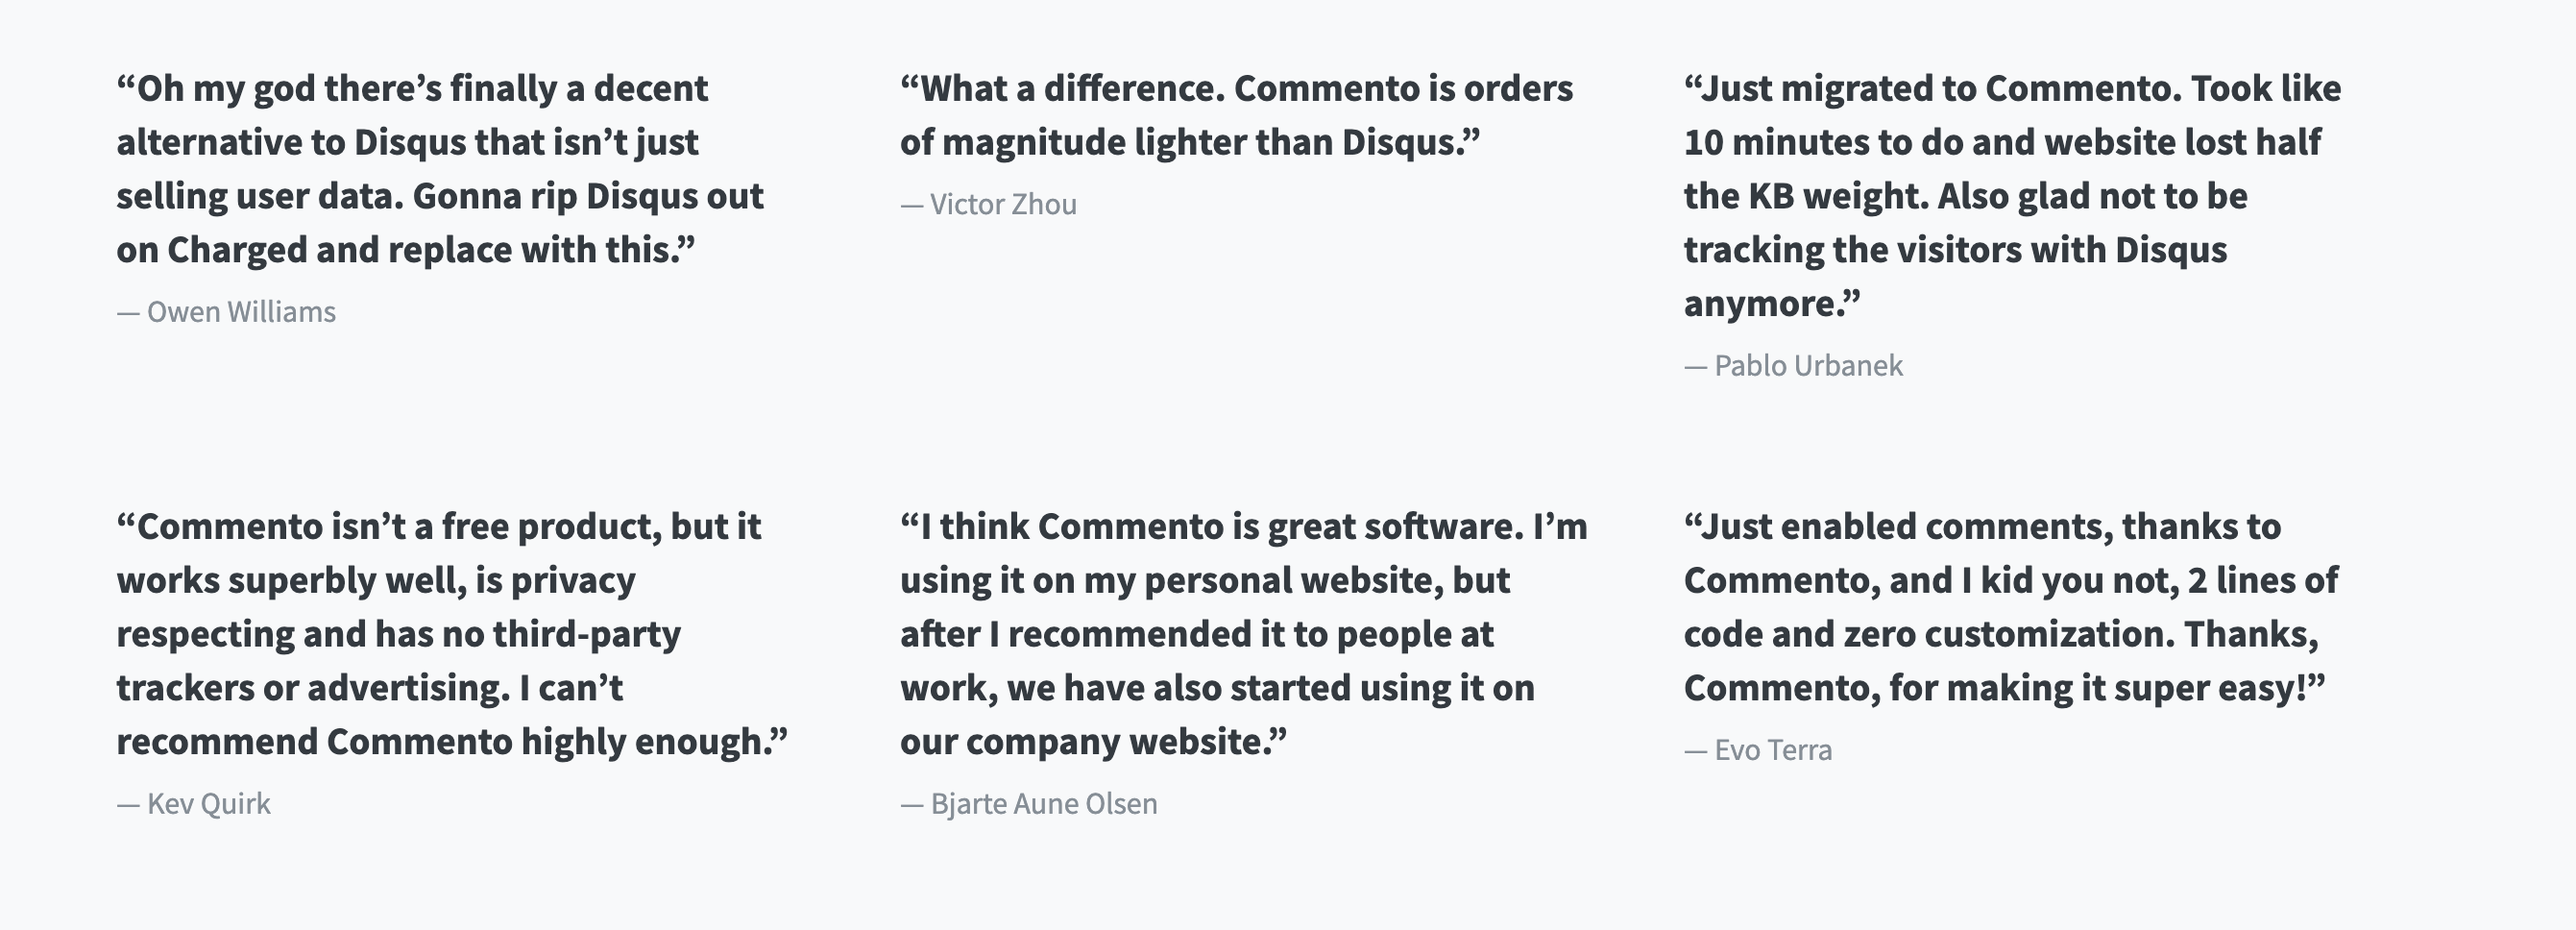 “Oh my god there’s finally a decent
alternative to Disqus that isn’t just
selling user data. Gonna rip Disqus out
on Charged and replace with this.”
— Owen Williams
“What a difference. Commento is orders
of magnitude lighter than Disqus.”
— Victor Zhou
“Just migrated to Commento. Took like
10 minutes to do and website lost half
the KB weight. Also glad not to be
tracking the visitors with Disqus
anymore.”
— Pablo Urbanek
“Commento isn’t a free product, but it
works superbly well, is privacy
respecting and has no third-party
trackers or advertising. I can’t
recommend Commento highly enough.”
— Kev Quirk
“I think Commento is great software. I’m
using it on my personal website, but
after I recommended it to people at
work, we have also started using it on
our company website.”
— Bjarte Aune Olsen
“Just enabled comments, thanks to
Commento, and I kid you not, 2 lines of
code and zero customization. Thanks,
Commento, for making it super easy!”
— Evo Terra